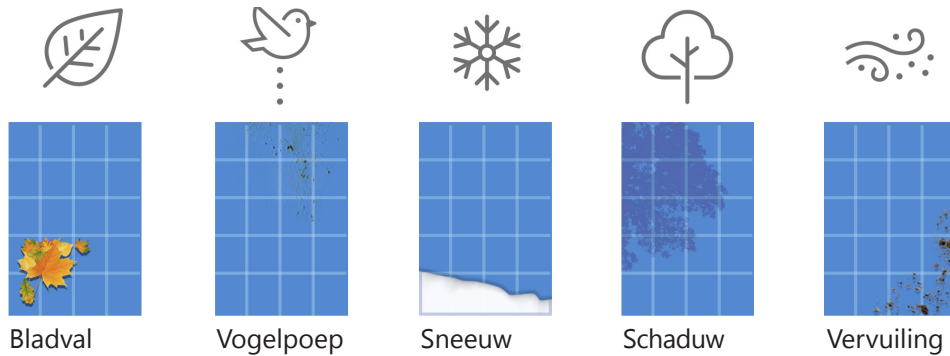 Bladval
Vogelpoep
Sneeuw
Schaduw
Vervuiling